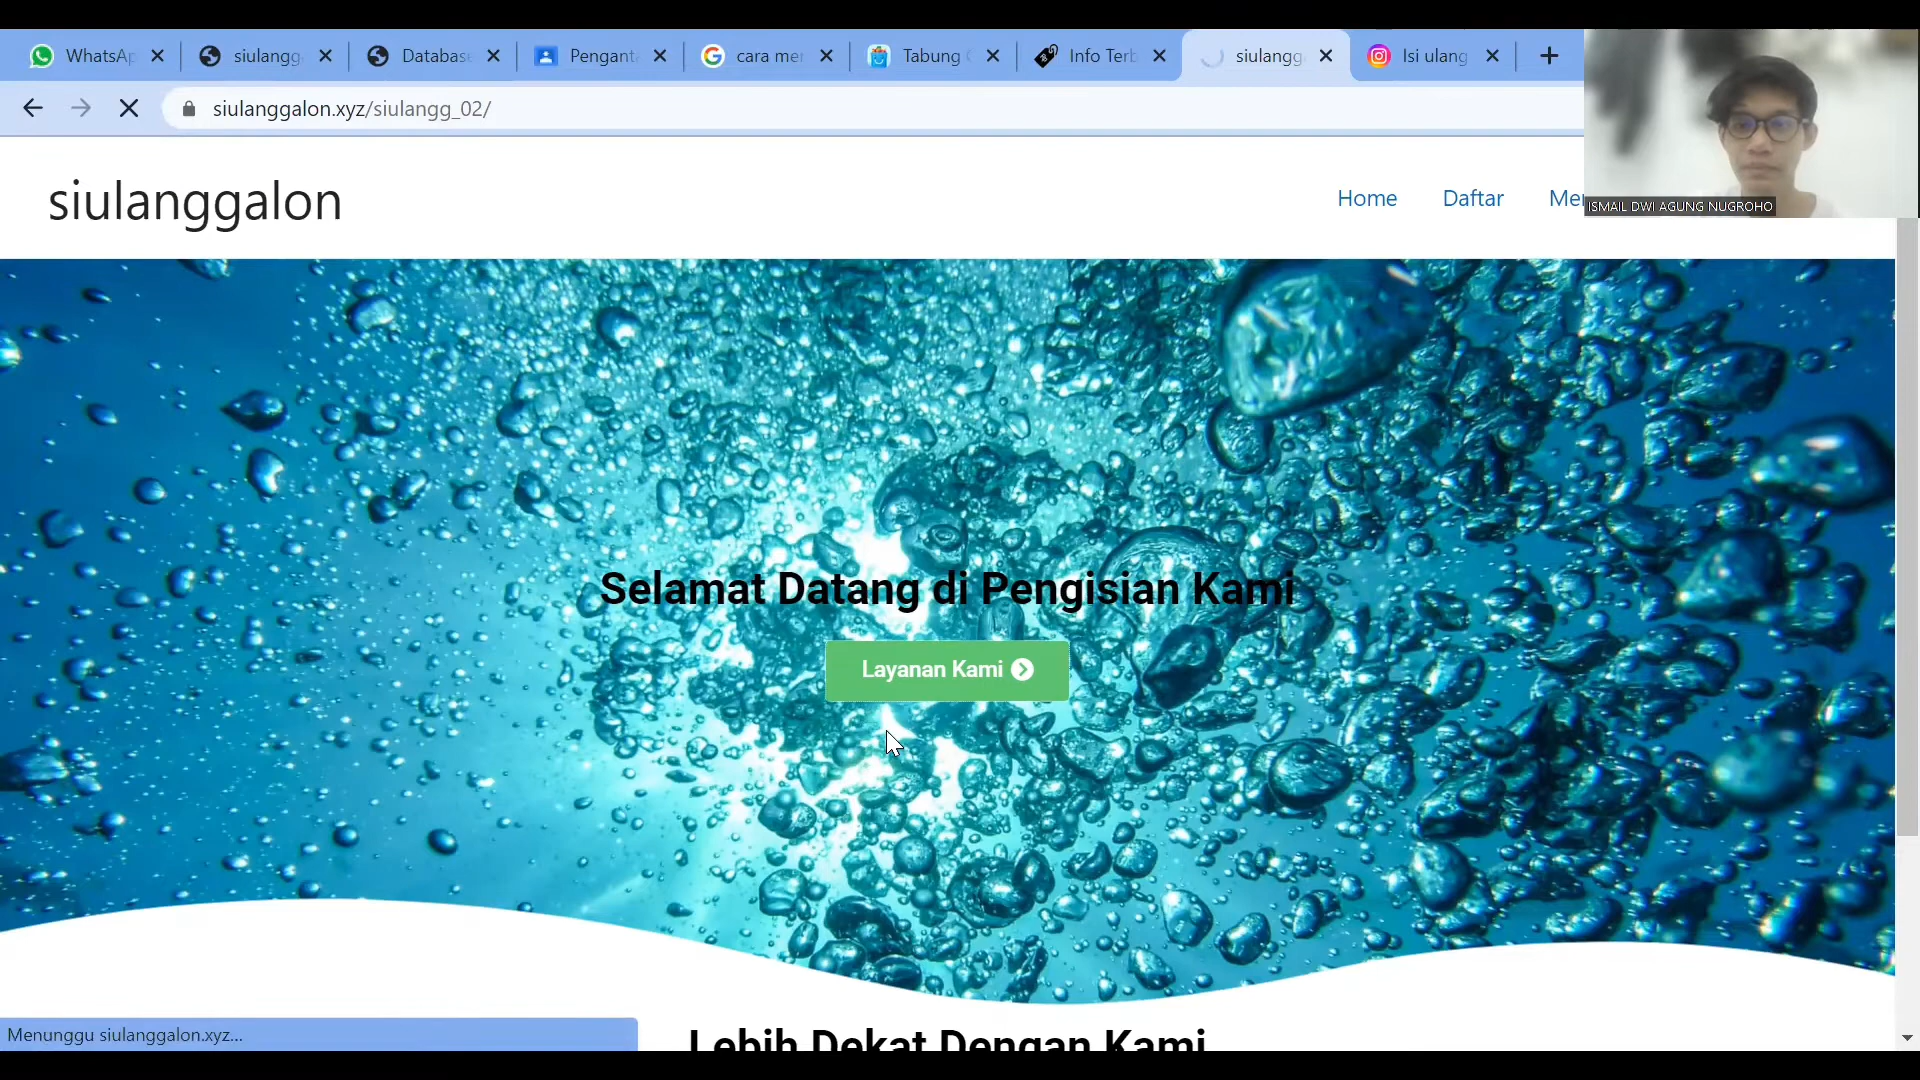 WhatsAp
siulangg
Database
Pengant
cara mer
Tabung
Info Terb
siulangg
Isi ulang
siulanggalon.xyz/siulangg_02/
siulanggalon
Home
Daftar
Me
ISMAIL DWI AGUNG NUGROHO
Selamat Datang di Pengisian Kami
Layanan Kami
Lebih Dekat Dengan Kami
Menunggu siulanggalon.xyz...